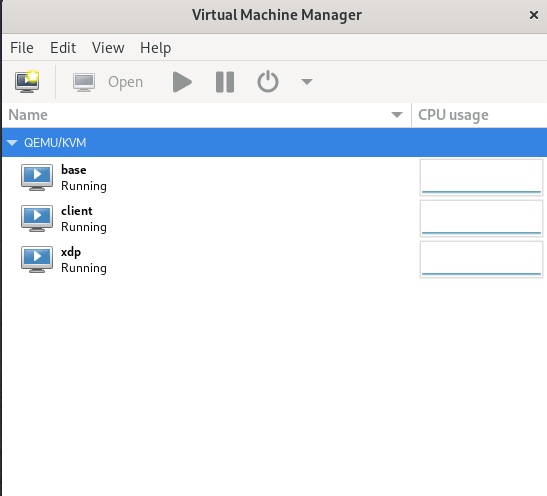 Virtual Machine Manager
File Edit View Help
Open
Name CPU usage
QEMU/KVM
base
Running
client
Running
xdp
Running